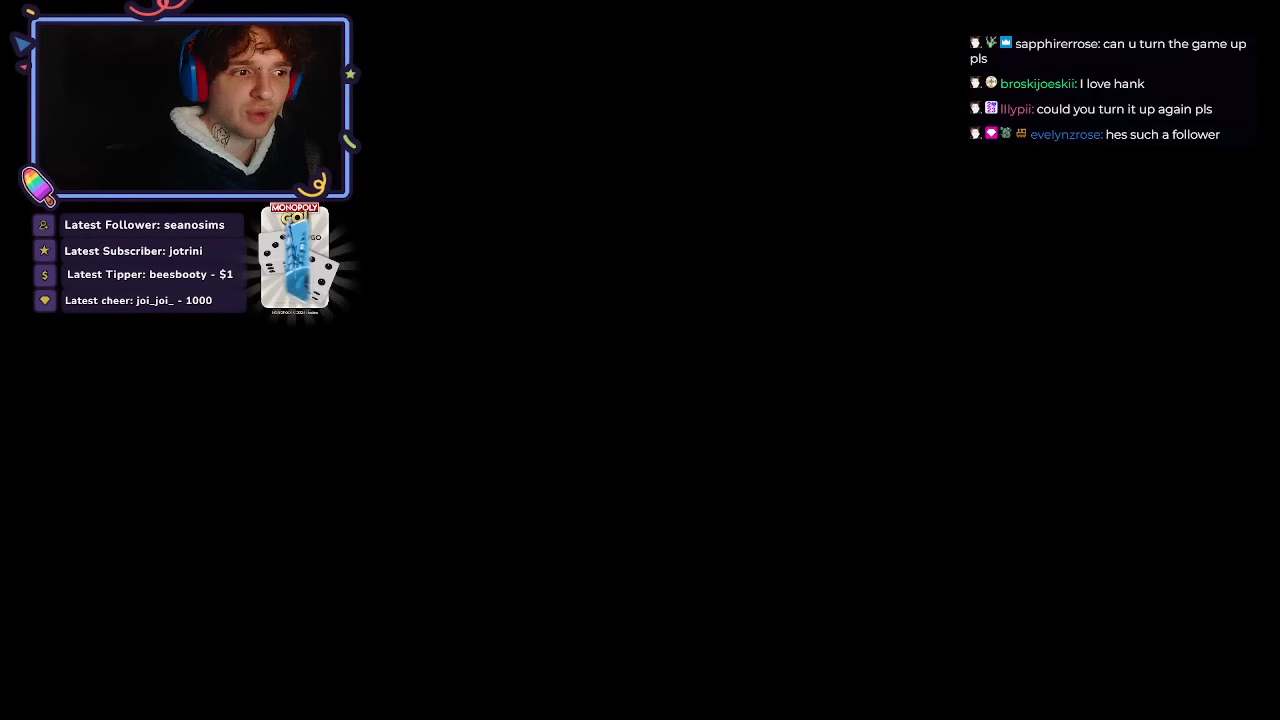 sapphirerrose: can u turn the game up
pls
broskijoeskii: I love hank
lllypii: could you turn it up again pls
evelynzrose: hes such a follower
Latest Follower: seanosims
Latest Subscriber: jotrini
Latest Tipper: beesbooty - $1
Latest cheer: joi_joi_ - 1000
MONOPOLY
GO!
GO